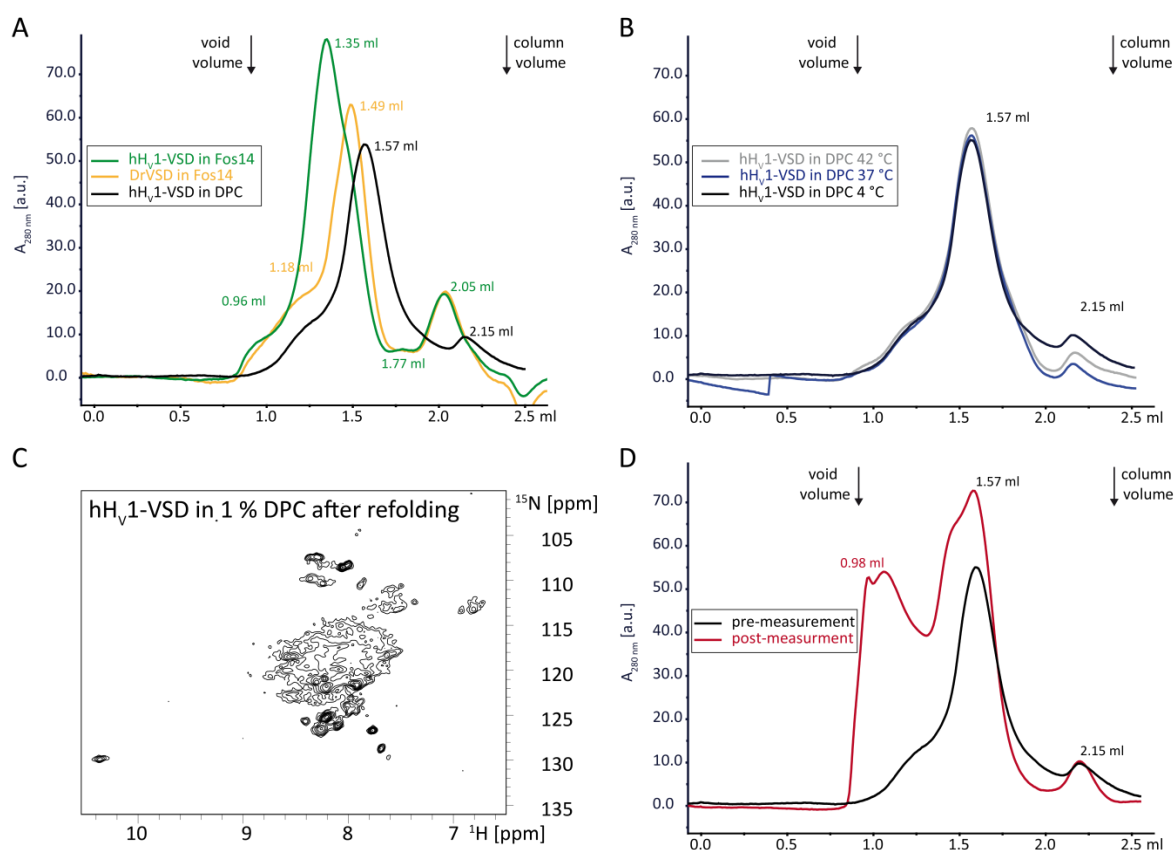 A
void
volume
1.35 ml
column
volume
70.0
60.0
50.0
40.0
30.0
20.0
10.0
0.0
A280 nm [a.u.]
1.49 ml
1.57 ml
hHV1-VSD in Fos14
DrVSD in Fos14
hHV1-VSD in DPC
1.18 ml
0.96 ml
2.05 ml
2.15 ml
1.77 ml
0.0 0.5 1.0 1.5 2.0 2.5 ml
B
void
volume
column
volume
70.0
60.0
50.0
40.0
30.0
20.0
10.0
0.0
A280 nm [a.u.]
1.57 ml
hHV1-VSD in DPC 42 °C
hHV1-VSD in DPC 37 °C
hHV1-VSD in DPC 4 °C
2.15 ml
0.0 0.5 1.0 1.5 2.0 2.5 ml
C
hHV1-VSD in 1 % DPC after refolding
15N [ppm]
105
110
115
120
125
130
135
10 9 8 7 1H [ppm]
D
void
volume
1.57 ml
column
volume
70.0
60.0
50.0
40.0
30.0
20.0
10.0
0.0
A280 nm [a.u.]
0.98 ml
pre-measurement
post-measurment
2.15 ml
0.0 0.5 1.0 1.5 2.0 2.5 ml